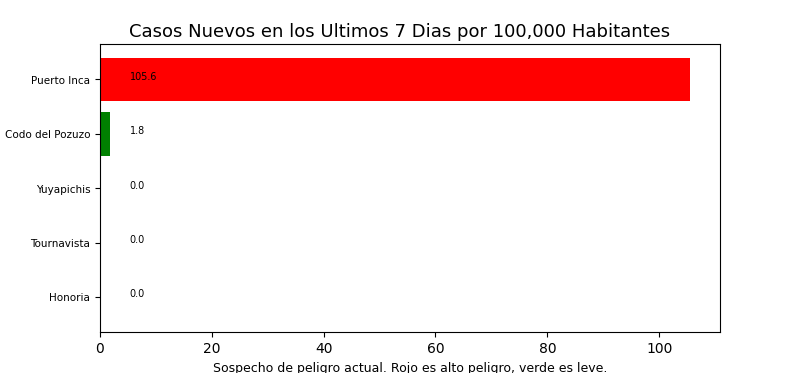 Casos Nuevos en los Ultimos 7 Dias por 100,000 Habitantes
Puerto Inca 105.6
Codo del Pozuzo 1.8
Yuyapichis 0.0
Tournavista 0.0
Honoria 0.0
0 20 40 60 80 100
Sospecho de peligro actual. Rojo es alto peligro, verde es leve.